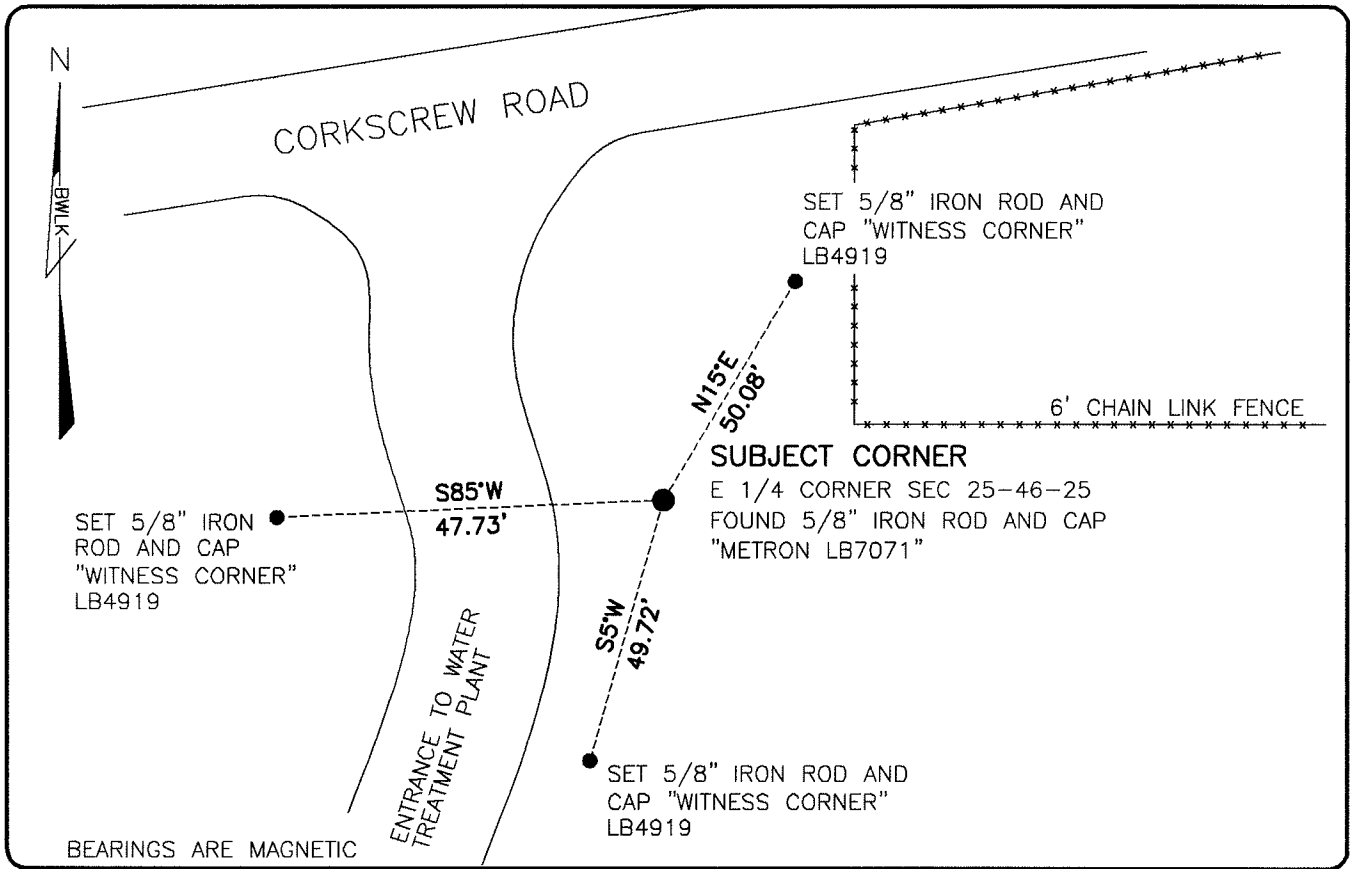 N
BWLK
CORKSCREW ROAD
SET 5/8" IRON ROD AND
CAP "WITNESS CORNER"
LB4919
N15°E
50.08'
6' CHAIN LINK FENCE
SUBJECT CORNER
E 1/4 CORNER SEC 25-46-25
FOUND 5/8" IRON ROD AND CAP
"METRON LB7071"
S85°W
47.73'
SET 5/8" IRON
ROD AND CAP
"WITNESS CORNER"
LB4919
S5°W
49.72'
ENTRANCE TO WATER
TREATMENT PLANT
SET 5/8" IRON ROD AND
CAP "WITNESS CORNER"
LB4919
BEARINGS ARE MAGNETIC